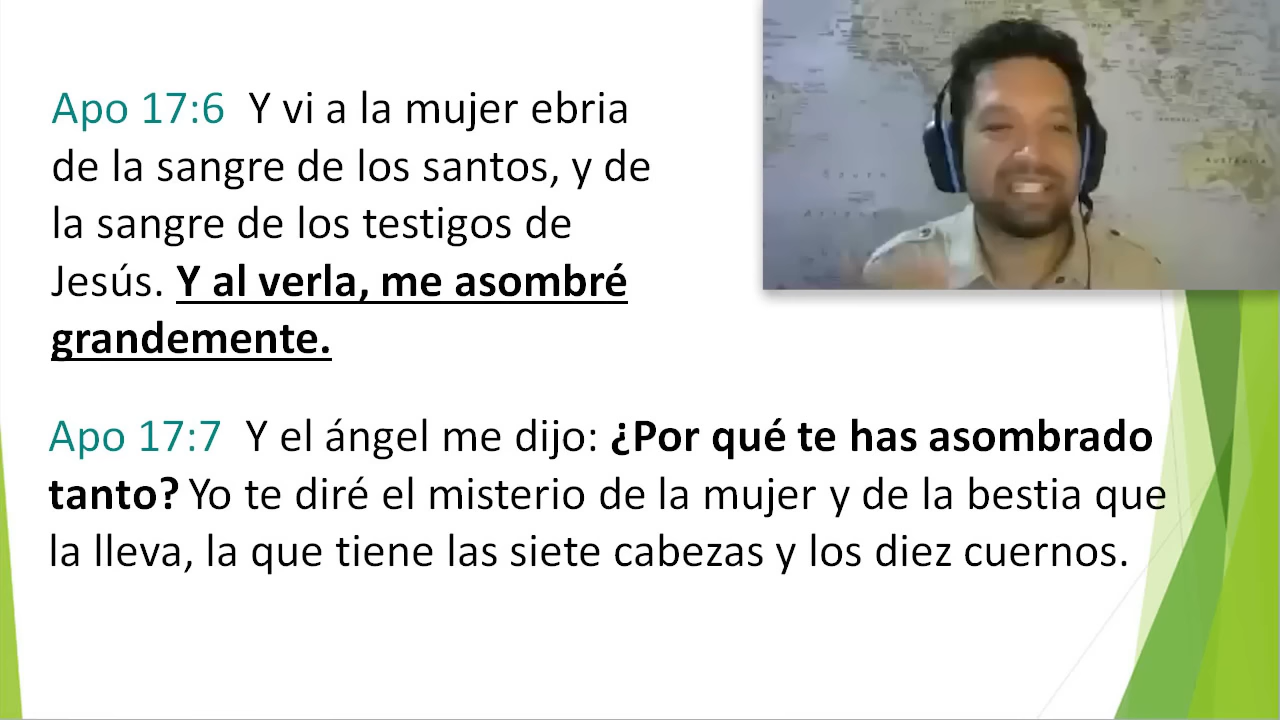 Apo 17:6 Y vi a la mujer ebria
de la sangre de los santos, y de
la sangre de los testigos de
Jesús. Y al verla, me asombré
grandemente.
Apo 17:7 Y el ángel me dijo: ¿Por qué te has asombrado
tanto? Yo te diré el misterio de la mujer y de la bestia que
la lleva, la que tiene las siete cabezas y los diez cuernos.